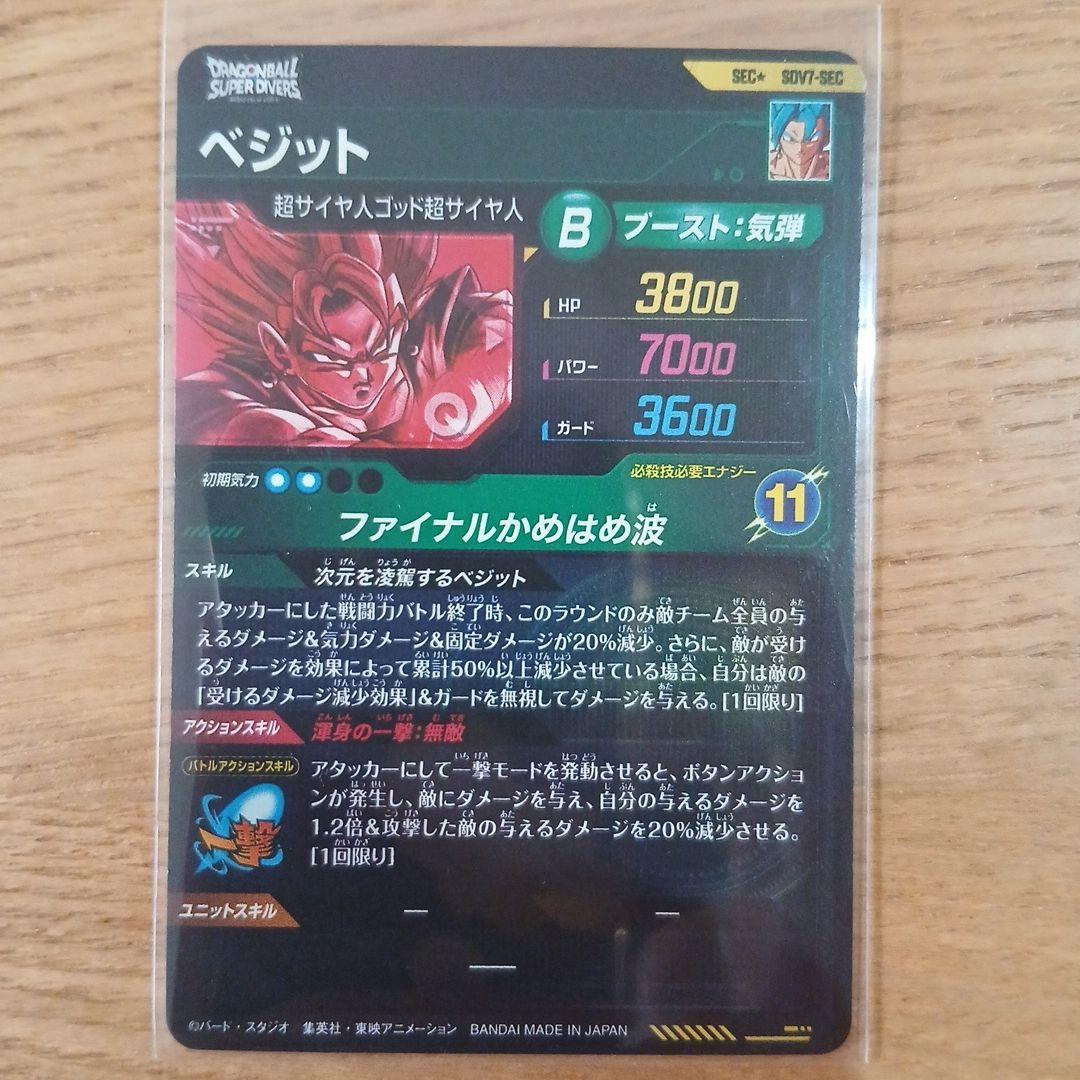 DRAGONBALL
SUPER DIVERS
SEC★ SDV7-SEC
ベジット
超サイヤ人ゴッド超サイヤ人
B ブースト：気弾
HP 3800
パワー 7000
ガード 3600
初期気力
必殺技必要エナジー
11
ファイナルかめはめ波
スキル 次元を凌駕するベジット
アタッカーにした戦闘力バトル終了時、このラウンドのみ敵チーム全員の与
えるダメージ&気力ダメージ&固定ダメージが20%減少。さらに、敵が受け
るダメージを効果によって累計50%以上減少させている場合、自分は敵の
「受けるダメージ減少効果」&ガードを無視してダメージを与える。[1回限り]
アクションスキル 渾身の一撃：無敵
バトルアクションスキル
一撃
アタッカーにして一撃モードを発動させると、ボタンアクショ
ンが発生し、敵にダメージを与え、自分の与えるダメージを
1.2倍&攻撃した敵の与えるダメージを20%減少させる。
[1回限り]
ユニットスキル — —
—
©バード・スタジオ 集英社・東映アニメーション BANDAI MADE IN JAPAN